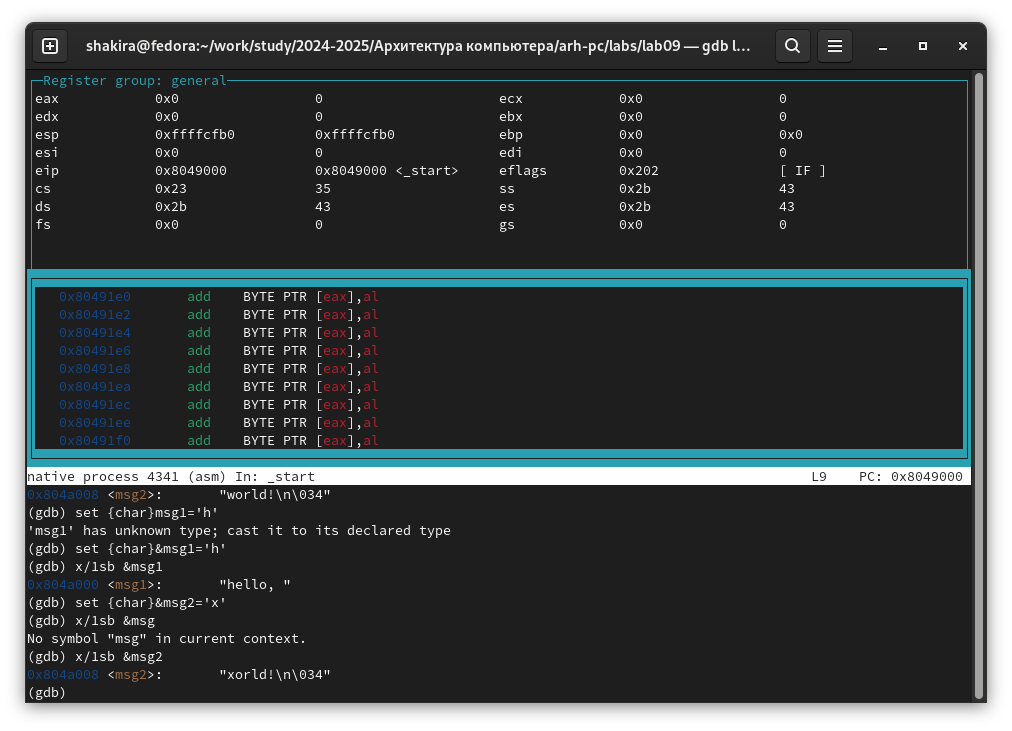 shakira@fedora:~/work/study/2024-2025/Архитектура компьютера/arh-pc/labs/lab09 — gdb l…
Register group: general
eax 0x0 0 ecx 0x0 0
edx 0x0 0 ebx 0x0 0
esp 0xffffcfb0 0xffffcfb0 ebp 0x0 0x0
esi 0x0 0 edi 0x0 0
eip 0x8049000 0x8049000 <_start> eflags 0x202 [ IF ]
cs 0x23 35 ss 0x2b 43
ds 0x2b 43 es 0x2b 43
fs 0x0 0 gs 0x0 0
0x80491e0 add BYTE PTR [eax],al
0x80491e2 add BYTE PTR [eax],al
0x80491e4 add BYTE PTR [eax],al
0x80491e6 add BYTE PTR [eax],al
0x80491e8 add BYTE PTR [eax],al
0x80491ea add BYTE PTR [eax],al
0x80491ec add BYTE PTR [eax],al
0x80491ee add BYTE PTR [eax],al
0x80491f0 add BYTE PTR [eax],al
native process 4341 (asm) In: _start L9 PC: 0x8049000
0x804a008 <msg2>: "world!\n\034"
(gdb) set {char}msg1='h'
'msg1' has unknown type; cast it to its declared type
(gdb) set {char}&msg1='h'
(gdb) x/1sb &msg1
0x804a000 <msg1>: "hello, "
(gdb) set {char}&msg2='x'
(gdb) x/1sb &msg
No symbol "msg" in current context.
(gdb) x/1sb &msg2
0x804a008 <msg2>: "xorld!\n\034"
(gdb)